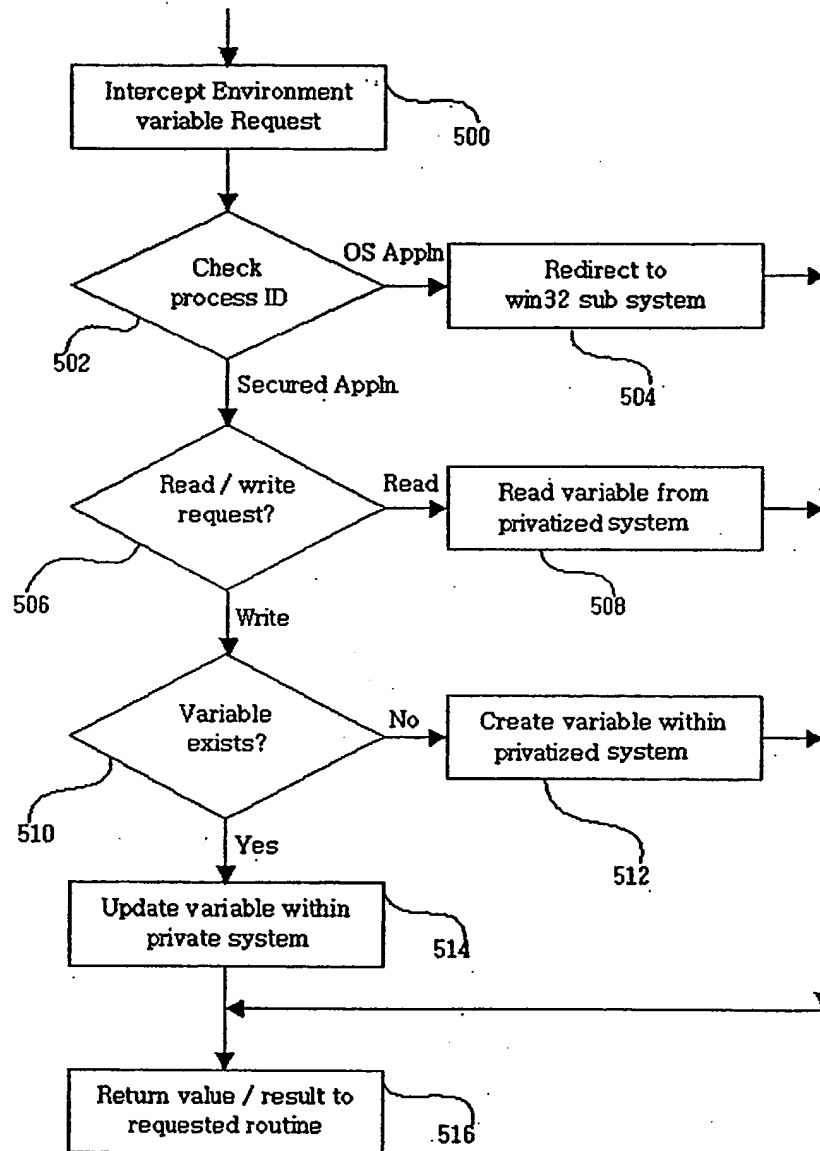 Intercept Environment
variable Request
500
Check
process ID
OS Appln
Redirect to
win32 sub system
502
504
Secured Appln
Read / write
request?
Read
Read variable from
privatized system
506
508
Write
Variable
exists?
No
Create variable within
privatized system
510
512
Yes
Update variable within
private system
514
Return value / result to
requested routine
516